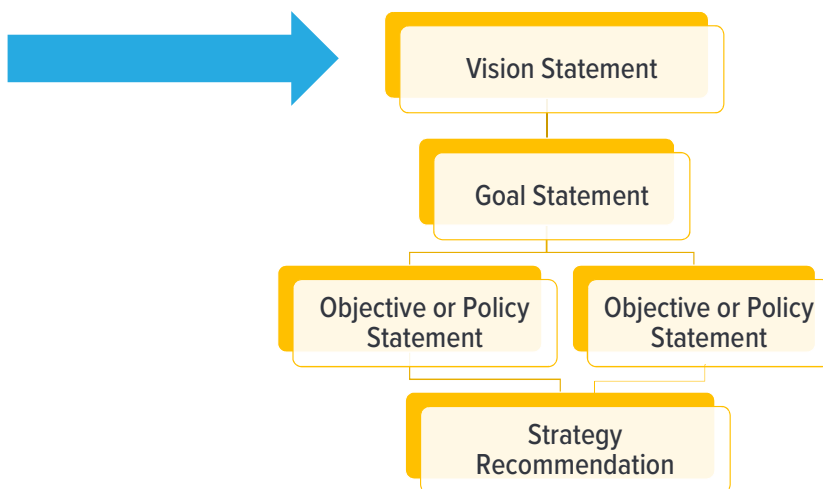 Vision Statement
Goal Statement
Objective or Policy
Statement
Objective or Policy
Statement
Strategy
Recommendation